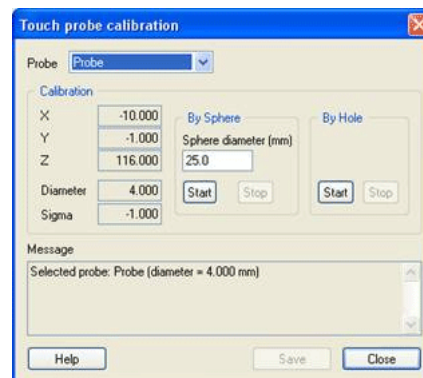 Touch probe calibration
Probe Probe
Calibration
X -10.000
Y -1.000
Z 116.000
Diameter 4.000
Sigma -1.000
By Sphere
Sphere diameter (mm)
25.0
Start Stop
By Hole
Start Stop
Message
Selected probe: Probe (diameter = 4.000 mm)
Help Save Close